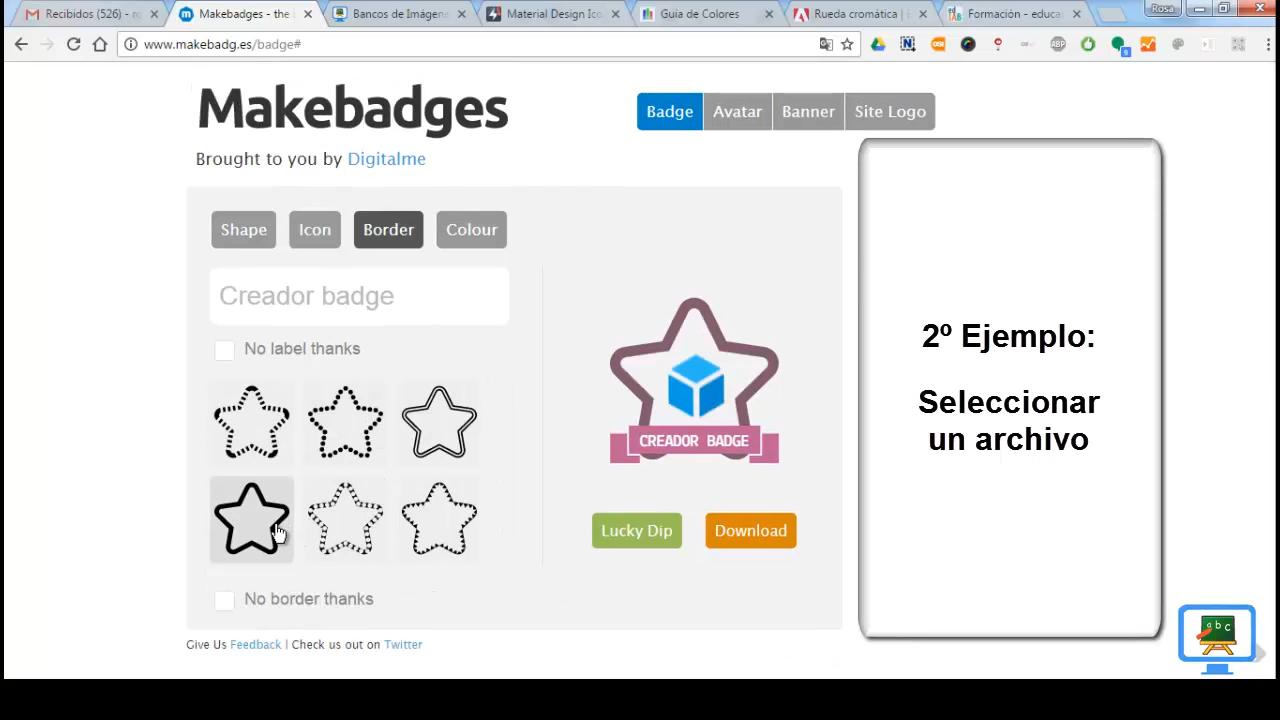 Recibidos (526) - ro
Makebadges - the
Bancos de Imágene
Material Design Ico
Guia de Colores
Rueda cromática | 
Formación - educa
Rosa
www.makebadg.es/badge#
Makebadges
Badge
Avatar
Banner
Site Logo
Brought to you by Digitalme
Shape
Icon
Border
Colour
Creador badge
No label thanks
CREADOR BADGE
Lucky Dip
Download
No border thanks
Give Us Feedback | Check us out on Twitter
2º Ejemplo:
Seleccionar
un archivo
a b c